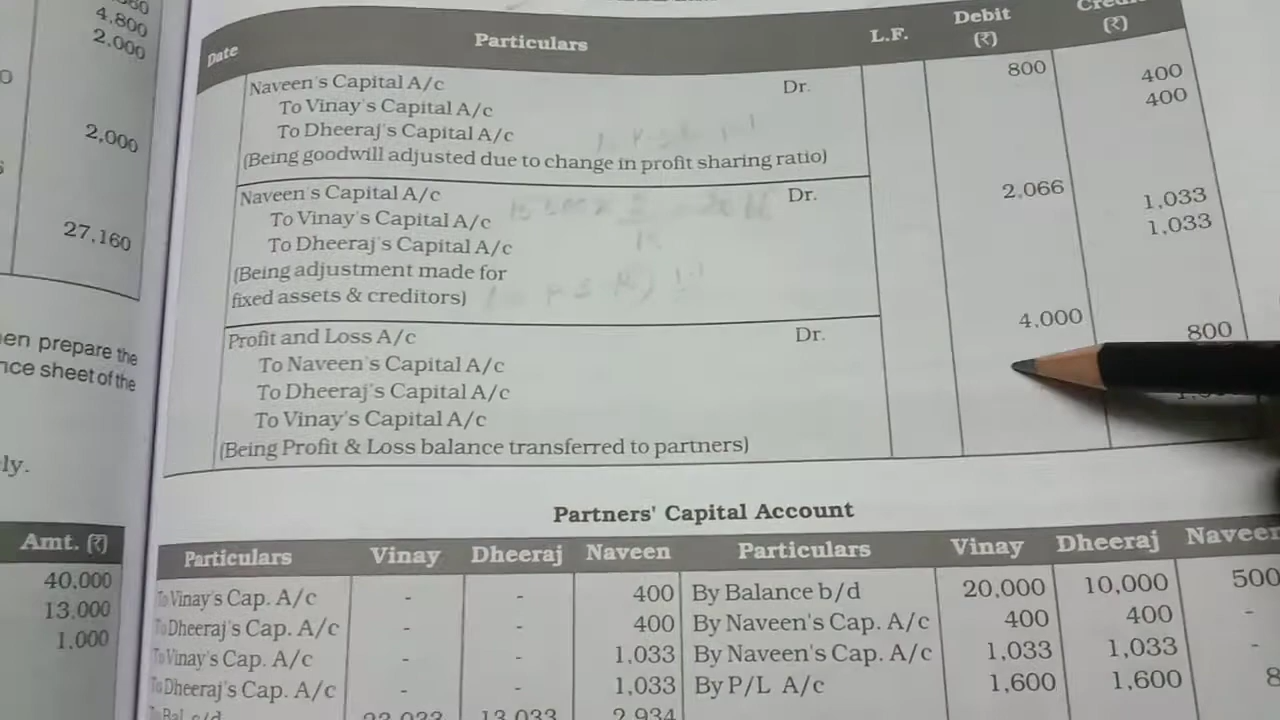 4,800
2,000
2,000
27,160
en prepare the
nce sheet of the
ly.
Amt. (₹)
40,000
13,000
1,000
Date Particulars L.F. Debit (₹) (₹)
Naveen's Capital A/c Dr. 800
To Vinay's Capital A/c 400
To Dheeraj's Capital A/c 400
(Being goodwill adjusted due to change in profit sharing ratio)
Naveen's Capital A/c Dr. 2,066
To Vinay's Capital A/c 1,033
To Dheeraj's Capital A/c 1,033
(Being adjustment made for
fixed assets & creditors)
Profit and Loss A/c Dr. 4,000
To Naveen's Capital A/c 800
To Dheeraj's Capital A/c
To Vinay's Capital A/c
(Being Profit & Loss balance transferred to partners)
Partners' Capital Account
Particulars Vinay Dheeraj Naveen Particulars Vinay Dheeraj Naveen
To Vinay's Cap. A/c - - 400 By Balance b/d 20,000 10,000 500
To Dheeraj's Cap. A/c - - 400 By Naveen's Cap. A/c 400 400 -
To Vinay's Cap. A/c - - 1,033 By Naveen's Cap. A/c 1,033 1,033 -
To Dheeraj's Cap. A/c - - 1,033 By P/L A/c 1,600 1,600 8
To Bal. c/d 13,033 2,934